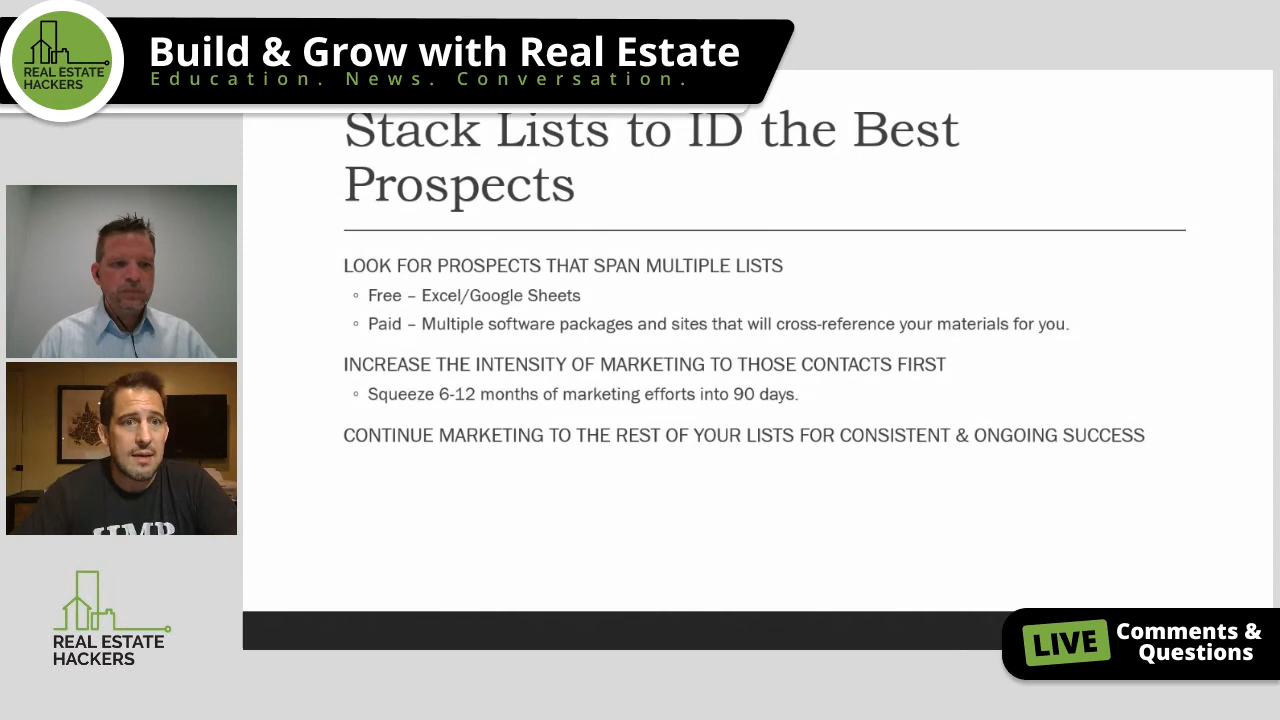 Build & Grow with Real Estate
Education. News. Conversation.
REAL ESTATE
HACKERS
Stack Lists to ID the Best
Prospects
LOOK FOR PROSPECTS THAT SPAN MULTIPLE LISTS
◦ Free – Excel/Google Sheets
◦ Paid – Multiple software packages and sites that will cross-reference your materials for you.
INCREASE THE INTENSITY OF MARKETING TO THOSE CONTACTS FIRST
◦ Squeeze 6-12 months of marketing efforts into 90 days.
CONTINUE MARKETING TO THE REST OF YOUR LISTS FOR CONSISTENT & ONGOING SUCCESS
REAL ESTATE
HACKERS
LIVE
Comments &
Questions